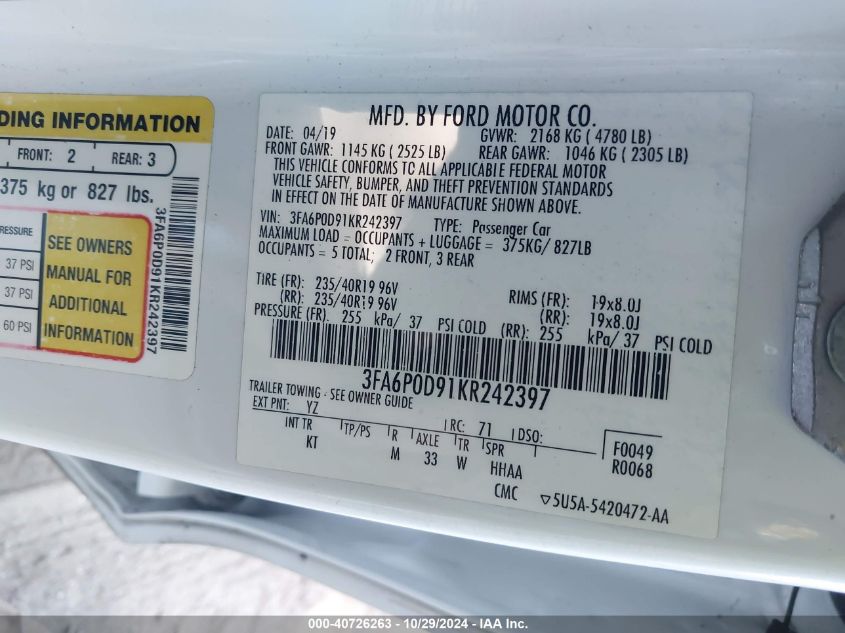 DING INFORMATION
FRONT: 2
REAR: 3
375 kg or 827 lbs.
RESSURE
37 PSI
37 PSI
60 PSI
SEE OWNERS
MANUAL FOR
ADDITIONAL
INFORMATION
3FA6P0D91KR242397
MFD. BY FORD MOTOR CO.
DATE: 04/19 GVWR: 2168 KG ( 4780 LB)
FRONT GAWR: 1145 KG ( 2525 LB) REAR GAWR: 1046 KG ( 2305 LB)
THIS VEHICLE CONFORMS TO ALL APPLICABLE FEDERAL MOTOR
VEHICLE SAFETY, BUMPER, AND THEFT PREVENTION STANDARDS
IN EFFECT ON THE DATE OF MANUFACTURE SHOWN ABOVE.
VIN: 3FA6P0D91KR242397 TYPE: Passenger Car
MAXIMUM LOAD = OCCUPANTS + LUGGAGE = 375KG/ 827LB
OCCUPANTS = 5 TOTAL; 2 FRONT, 3 REAR
TIRE (FR): 235/40R19 96V RIMS (FR): 19x8.0J
(RR): 235/40R19 96V (RR): 19x8.0J
PRESSURE (FR): 255 kPa/ 37 PSI COLD (RR): 255 kPa/ 37 PSI COLD
3FA6P0D91KR242397
TRAILER TOWING - SEE OWNER GUIDE
EXT PNT: YZ RC: 71 DSO:
INT TR TP/PS R AXLE TR SPR
KT M 33 W HHAA
CMC
F0049
R0068
▽5U5A-5420472-AA
000-40726263 - 10/29/2024 - IAA, Inc.